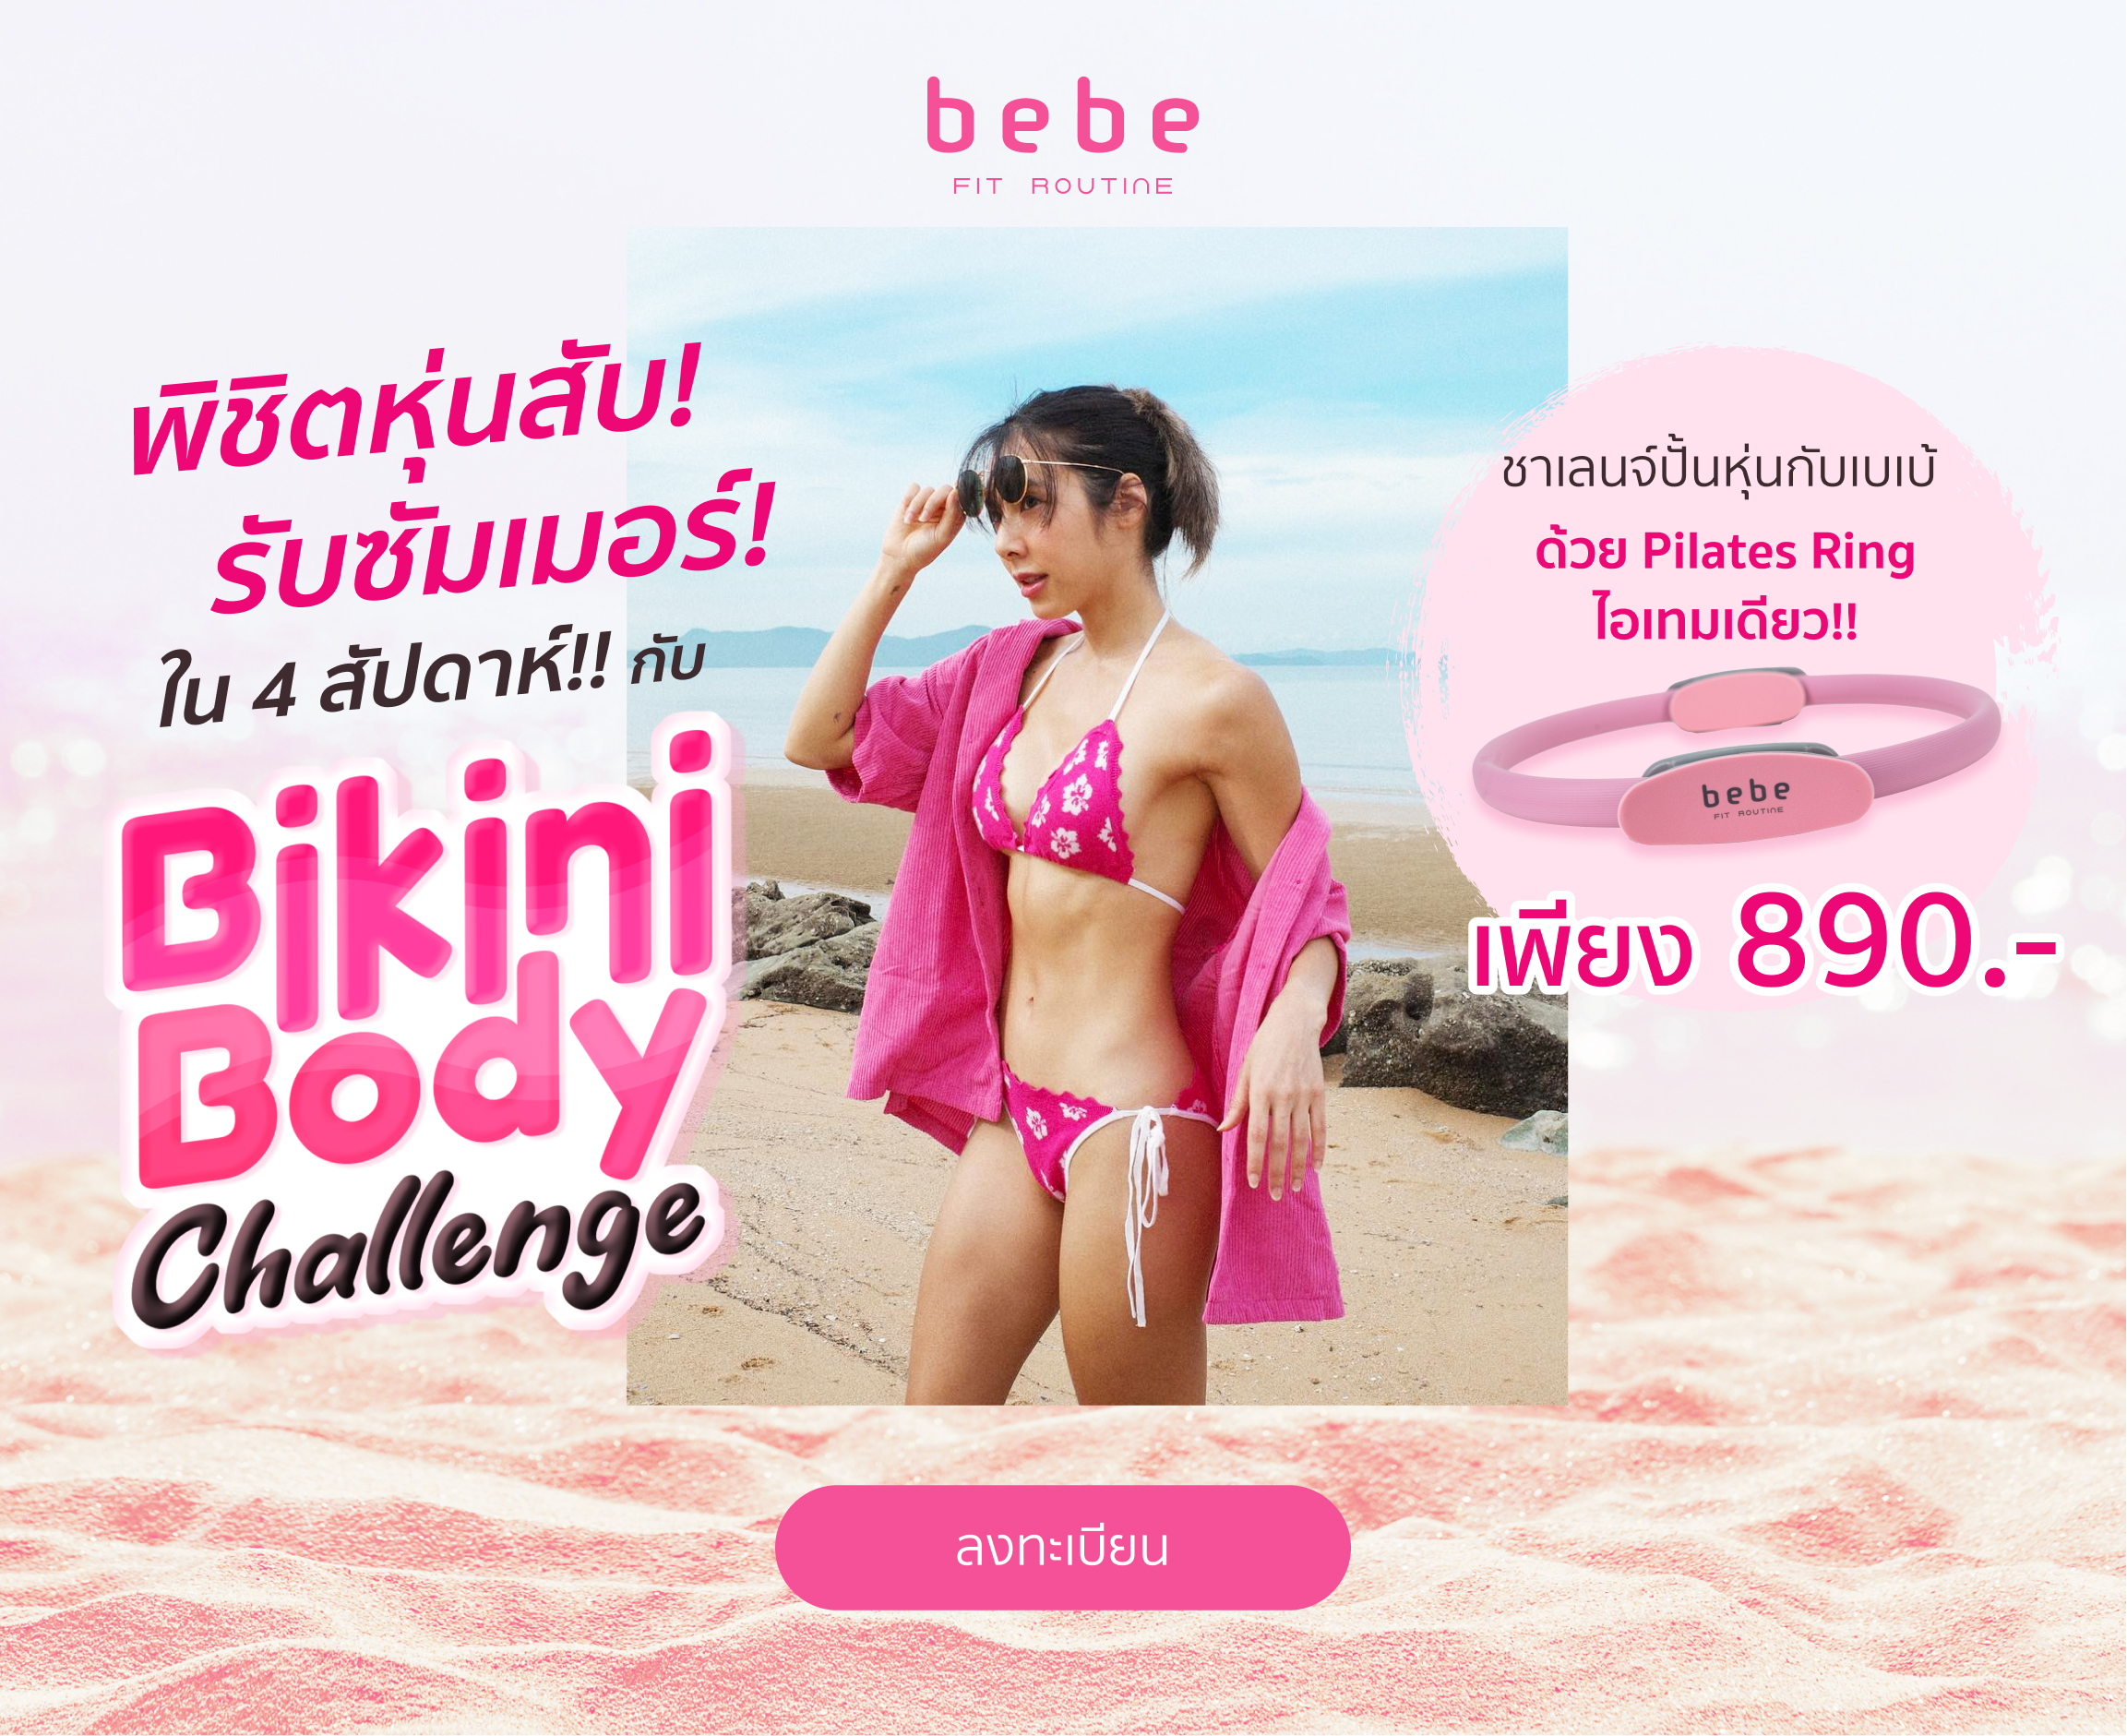 bebe
FIT ROUTINE
พิชิตหุ่นสับ!
รับซัมเมอร์!
ใน 4 สัปดาห์!! กับ
Bikini
Body
Challenge
ชาเลนจ์ปั้นหุ่นกับเบเบ้
ด้วย Pilates Ring
ไอเทมเดียว!!
bebe
FIT ROUTINE
เพียง 890.-
ลงทะเบียน